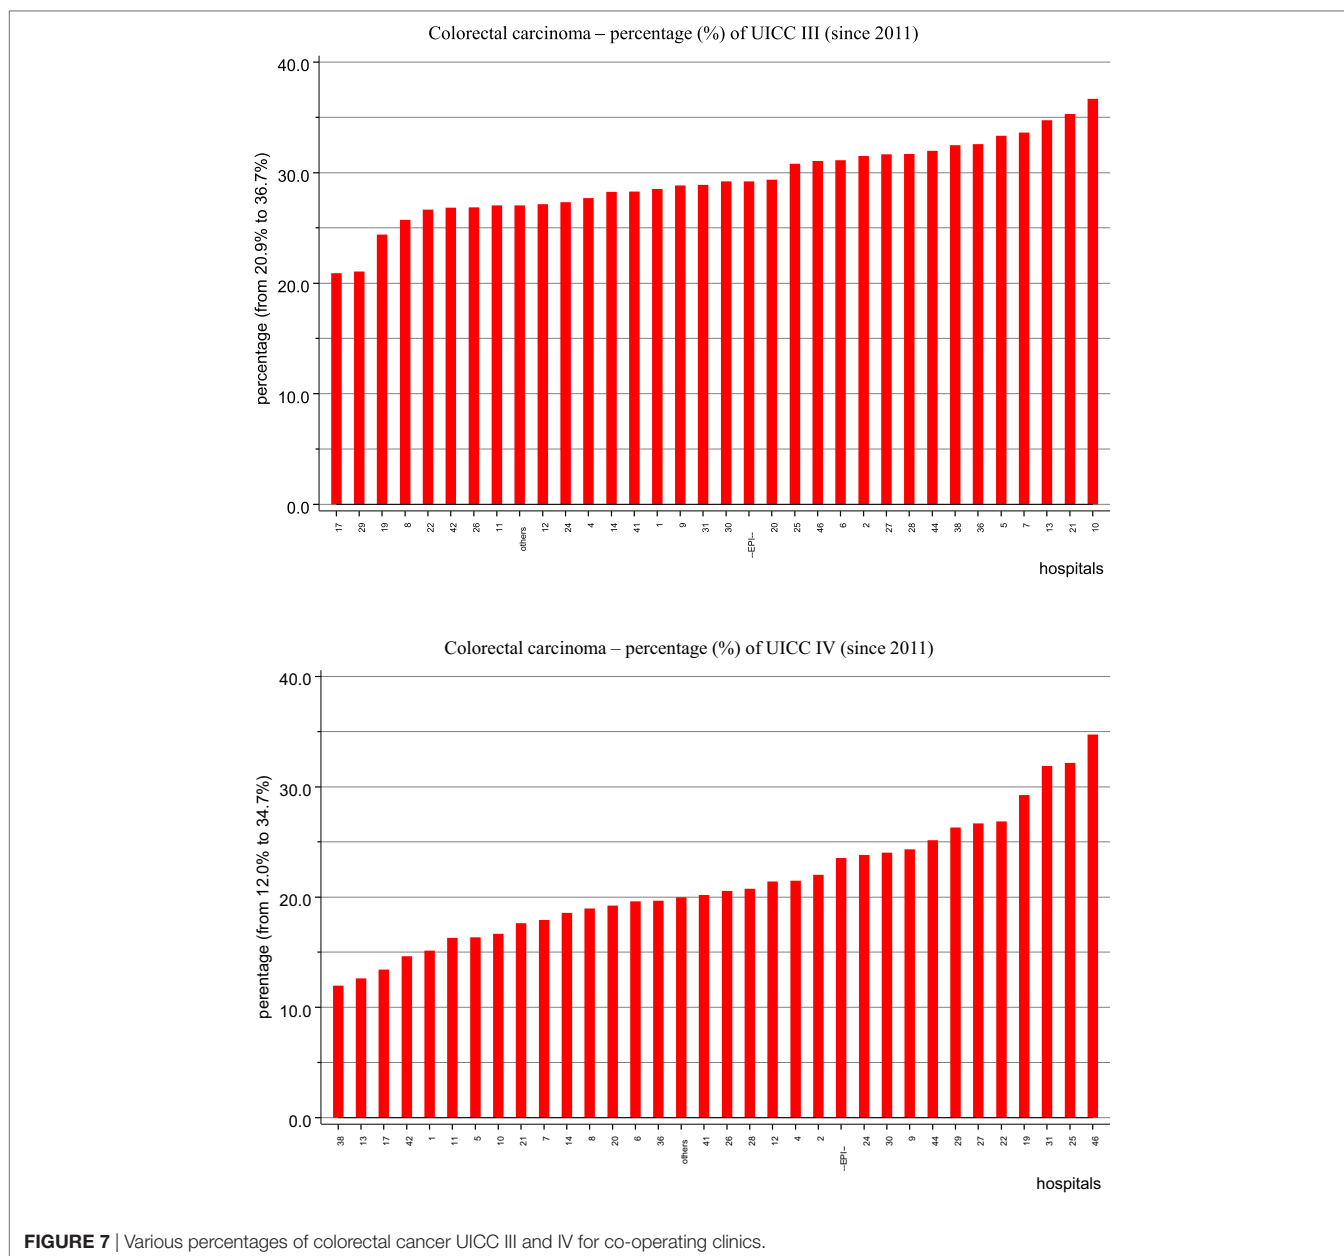 Colorectal carcinoma – percentage (%) of UICC III (since 2011)
percentage (from 20.9% to 36.7%)
40.0
30.0
20.0
10.0
0.0
17 29 19 8 22 42 26 11 others 12 24 4 14 41 1 9 31 30 --EPI-- 20 25 46 6 2 27 28 44 38 36 5 7 13 21 10
hospitals
Colorectal carcinoma – percentage (%) of UICC IV (since 2011)
perentage (from 12.0% to 34.7%)
40.0
30.0
20.0
10.0
0.0
38 13 17 42 1 11 5 10 21 7 14 8 20 6 36 others 41 26 28 12 4 2 --EPI-- 24 30 9 44 29 27 22 19 31 25 46
hospitals
FIGURE 7 | Various percentages of colorectal cancer UICC III and IV for co-operating clinics.